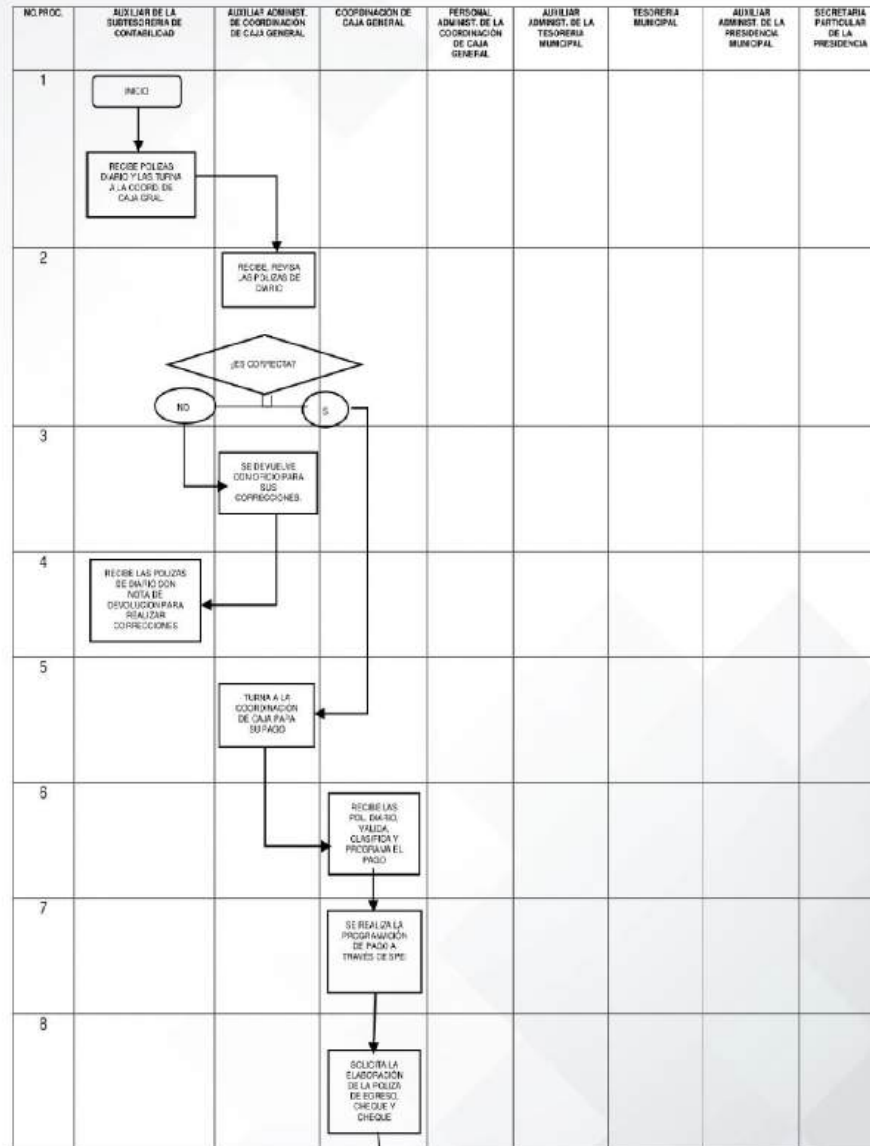 NO. PROC.
AUXILIAR DE LA
SUBTESORERIA DE
CONTABILIDAD
AUXILIAR ADMINIST.
DE COORDINACIÓN
DE CAJA GENERAL
COORDINACIÓN DE
CAJA GENERAL
PERSONAL
ADMINIST. DE LA
COORDINACIÓN
DE CAJA
GENERAL
AUXILIAR
ADMINIST. DE LA
TESORERIA
MUNICIPAL
TESORERIA
MUNICIPAL
AUXILIAR
ADMINIST. DE LA
PRESIDENCIA
MUNICIPAL
SECRETARIA
PARTICULAR
DE LA
PRESIDENCIA
1
INICIO
RECIBE POLIZAS
DIARIO Y LAS TURNA
A LA COORD. DE
CAJA GRAL.
2
RECIBE, REVISA
LAS POLIZAS DE
DIARIO
¿ES CORRECTA?
NO
S
3
SE DEVUELVE
CON OFICIO PARA
SUS
CORRECCIONES.
4
RECIBE LAS POLIZAS
DE DIARIO CON
NOTA DE
DEVOLUCION PARA
REALIZAR
CORRECCIONES
5
TURNA A LA
COORDINACIÓN
DE CAJA PARA
SU PAGO
6
RECIBE LAS
POL. DIARIO,
VALIDA,
CLASIFICA Y
PROGRAMA EL
PAGO
7
SE REALIZA LA
PROGRAMACIÓN
DE PAGO A
TRAVÉS DE SPEI
8
SOLICITA LA
ELABORACIÓN
DE LA POLIZA
DE EGRESO,
CHEQUE Y
CHEQUE